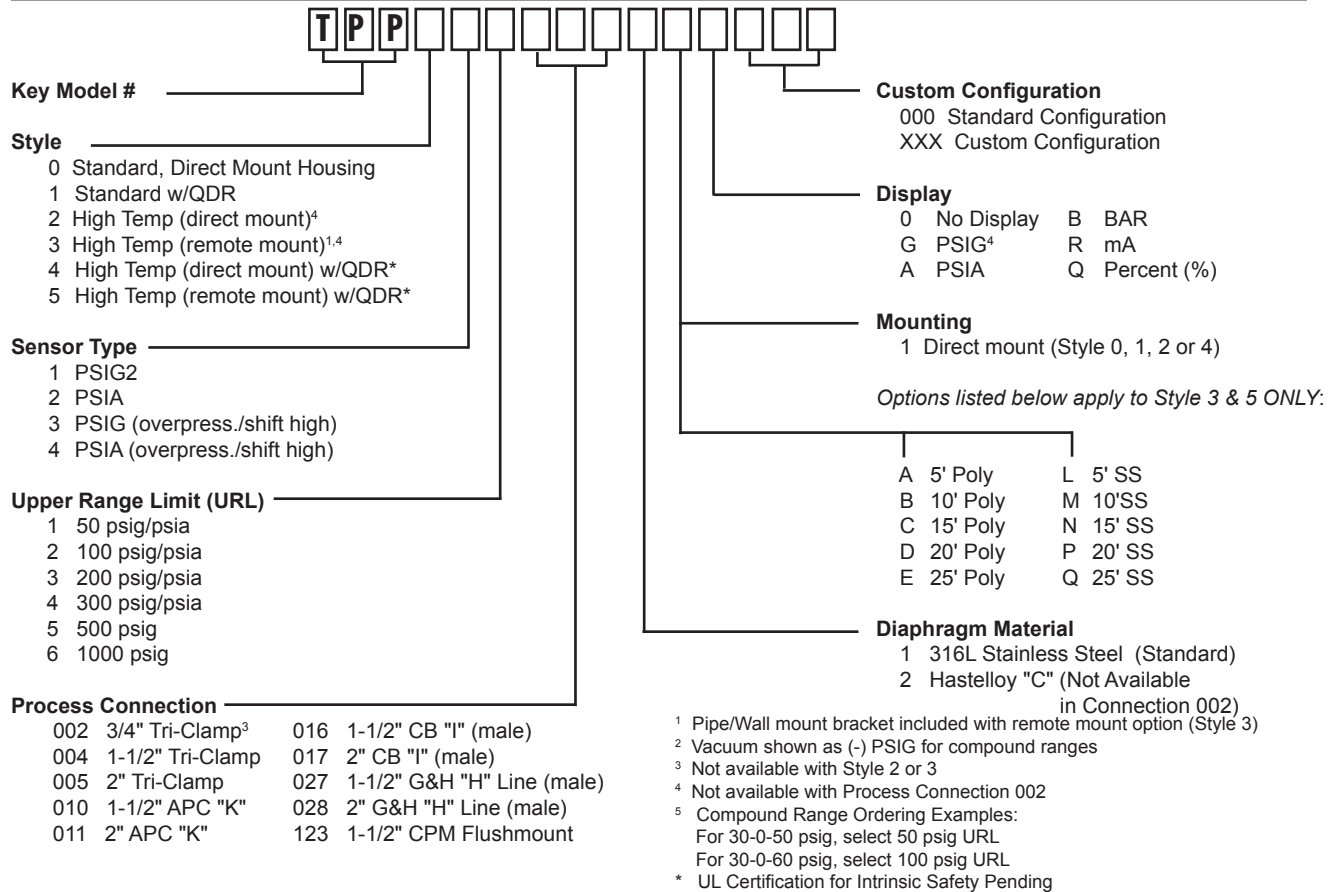 TPP
Key Model #
Style
0 Standard, Direct Mount Housing
1 Standard w/QDR
2 High Temp (direct mount)4
3 High Temp (remote mount)1,4
4 High Temp (direct mount) w/QDR*
5 High Temp (remote mount) w/QDR*
Sensor Type
1 PSIG2
2 PSIA
3 PSIG (overpress./shift high)
4 PSIA (overpress./shift high)
Upper Range Limit (URL)
1 50 psig/psia
2 100 psig/psia
3 200 psig/psia
4 300 psig/psia
5 500 psig
6 1000 psig
Process Connection
002 3/4" Tri-Clamp3 016 1-1/2" CB "I" (male)
004 1-1/2" Tri-Clamp 017 2" CB "I" (male)
005 2" Tri-Clamp 027 1-1/2" G&H "H" Line (male)
010 1-1/2" APC "K" 028 2" G&H "H" Line (male)
011 2" APC "K" 123 1-1/2" CPM Flushmount
Custom Configuration
000 Standard Configuration
XXX Custom Configuration
Display
0 No Display B BAR
G PSIG4 R mA
A PSIA Q Percent (%)
Mounting
1 Direct mount (Style 0, 1, 2 or 4)
Options listed below apply to Style 3 & 5 ONLY:
A 5' Poly L 5' SS
B 10' Poly M 10'SS
C 15' Poly N 15' SS
D 20' Poly P 20' SS
E 25' Poly Q 25' SS
Diaphragm Material
1 316L Stainless Steel (Standard)
2 Hastelloy "C" (Not Available
in Connection 002)
1 Pipe/Wall mount bracket included with remote mount option (Style 3)
2 Vacuum shown as (-) PSIG for compound ranges
3 Not available with Style 2 or 3
4 Not available with Process Connection 002
5 Compound Range Ordering Examples:
For 30-0-50 psig, select 50 psig URL
For 30-0-60 psig, select 100 psig URL
* UL Certification for Intrinsic Safety Pending